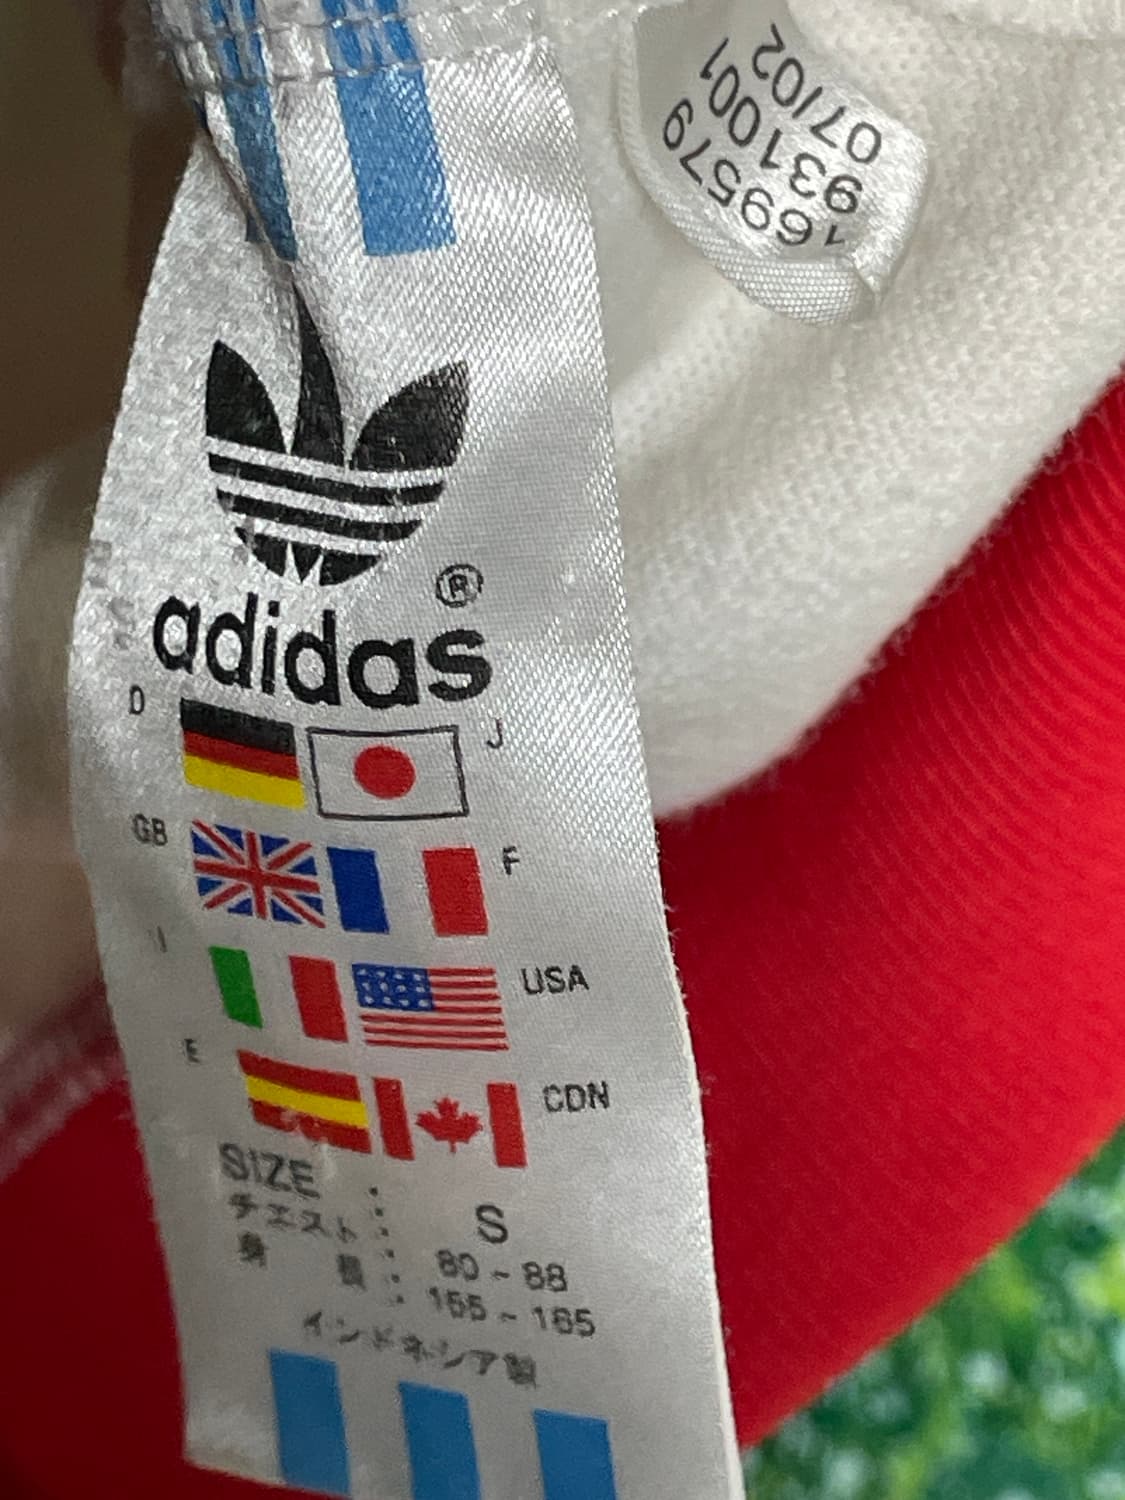 169579
931001
07/02
adidas
®
D
J
GB
F
I
USA
E
CDN
SIZE : S
チェスト : 80 - 88
身長 : 155 - 165
インドネシア製